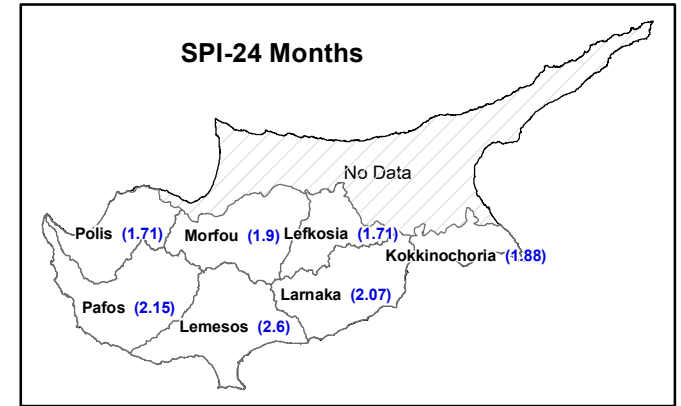 SPI-24 Months
No Data
Polis (1.71)
Morfou (1.9)
Lefkosia (1.71)
Kokkinochoria (1.88)
Pafos (2.15)
Larnaka (2.07)
Lemesos (2.6)